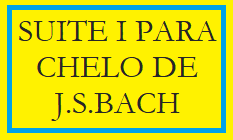 SUITE I PARA
CHELO DE
J.S.BACH